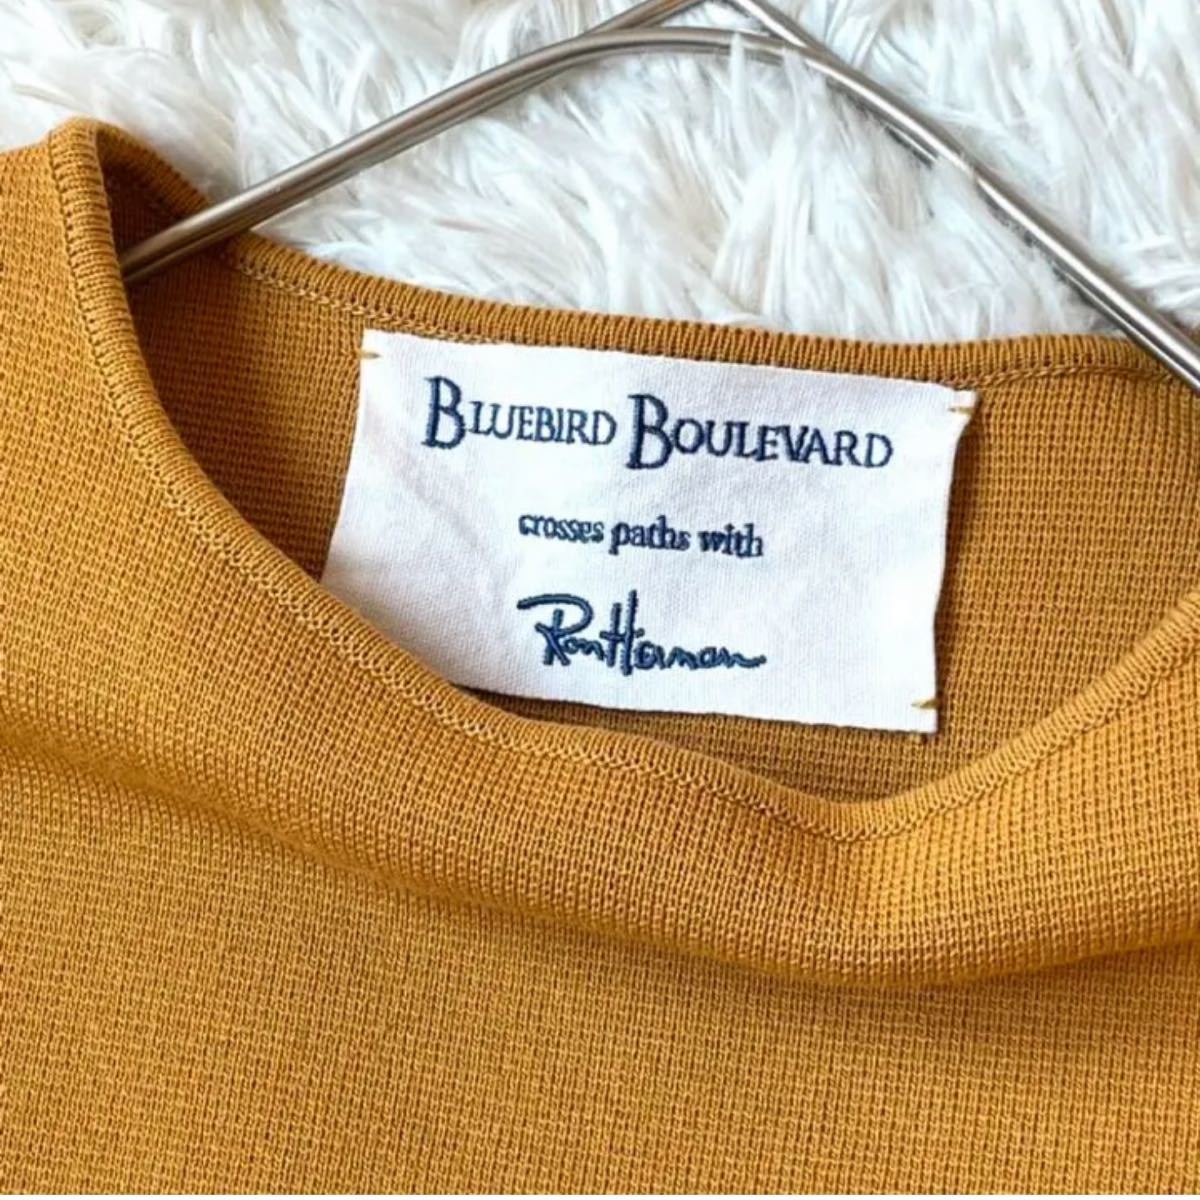 BLUEBIRD BOULEVARD
crosses paths with
Ron Herman